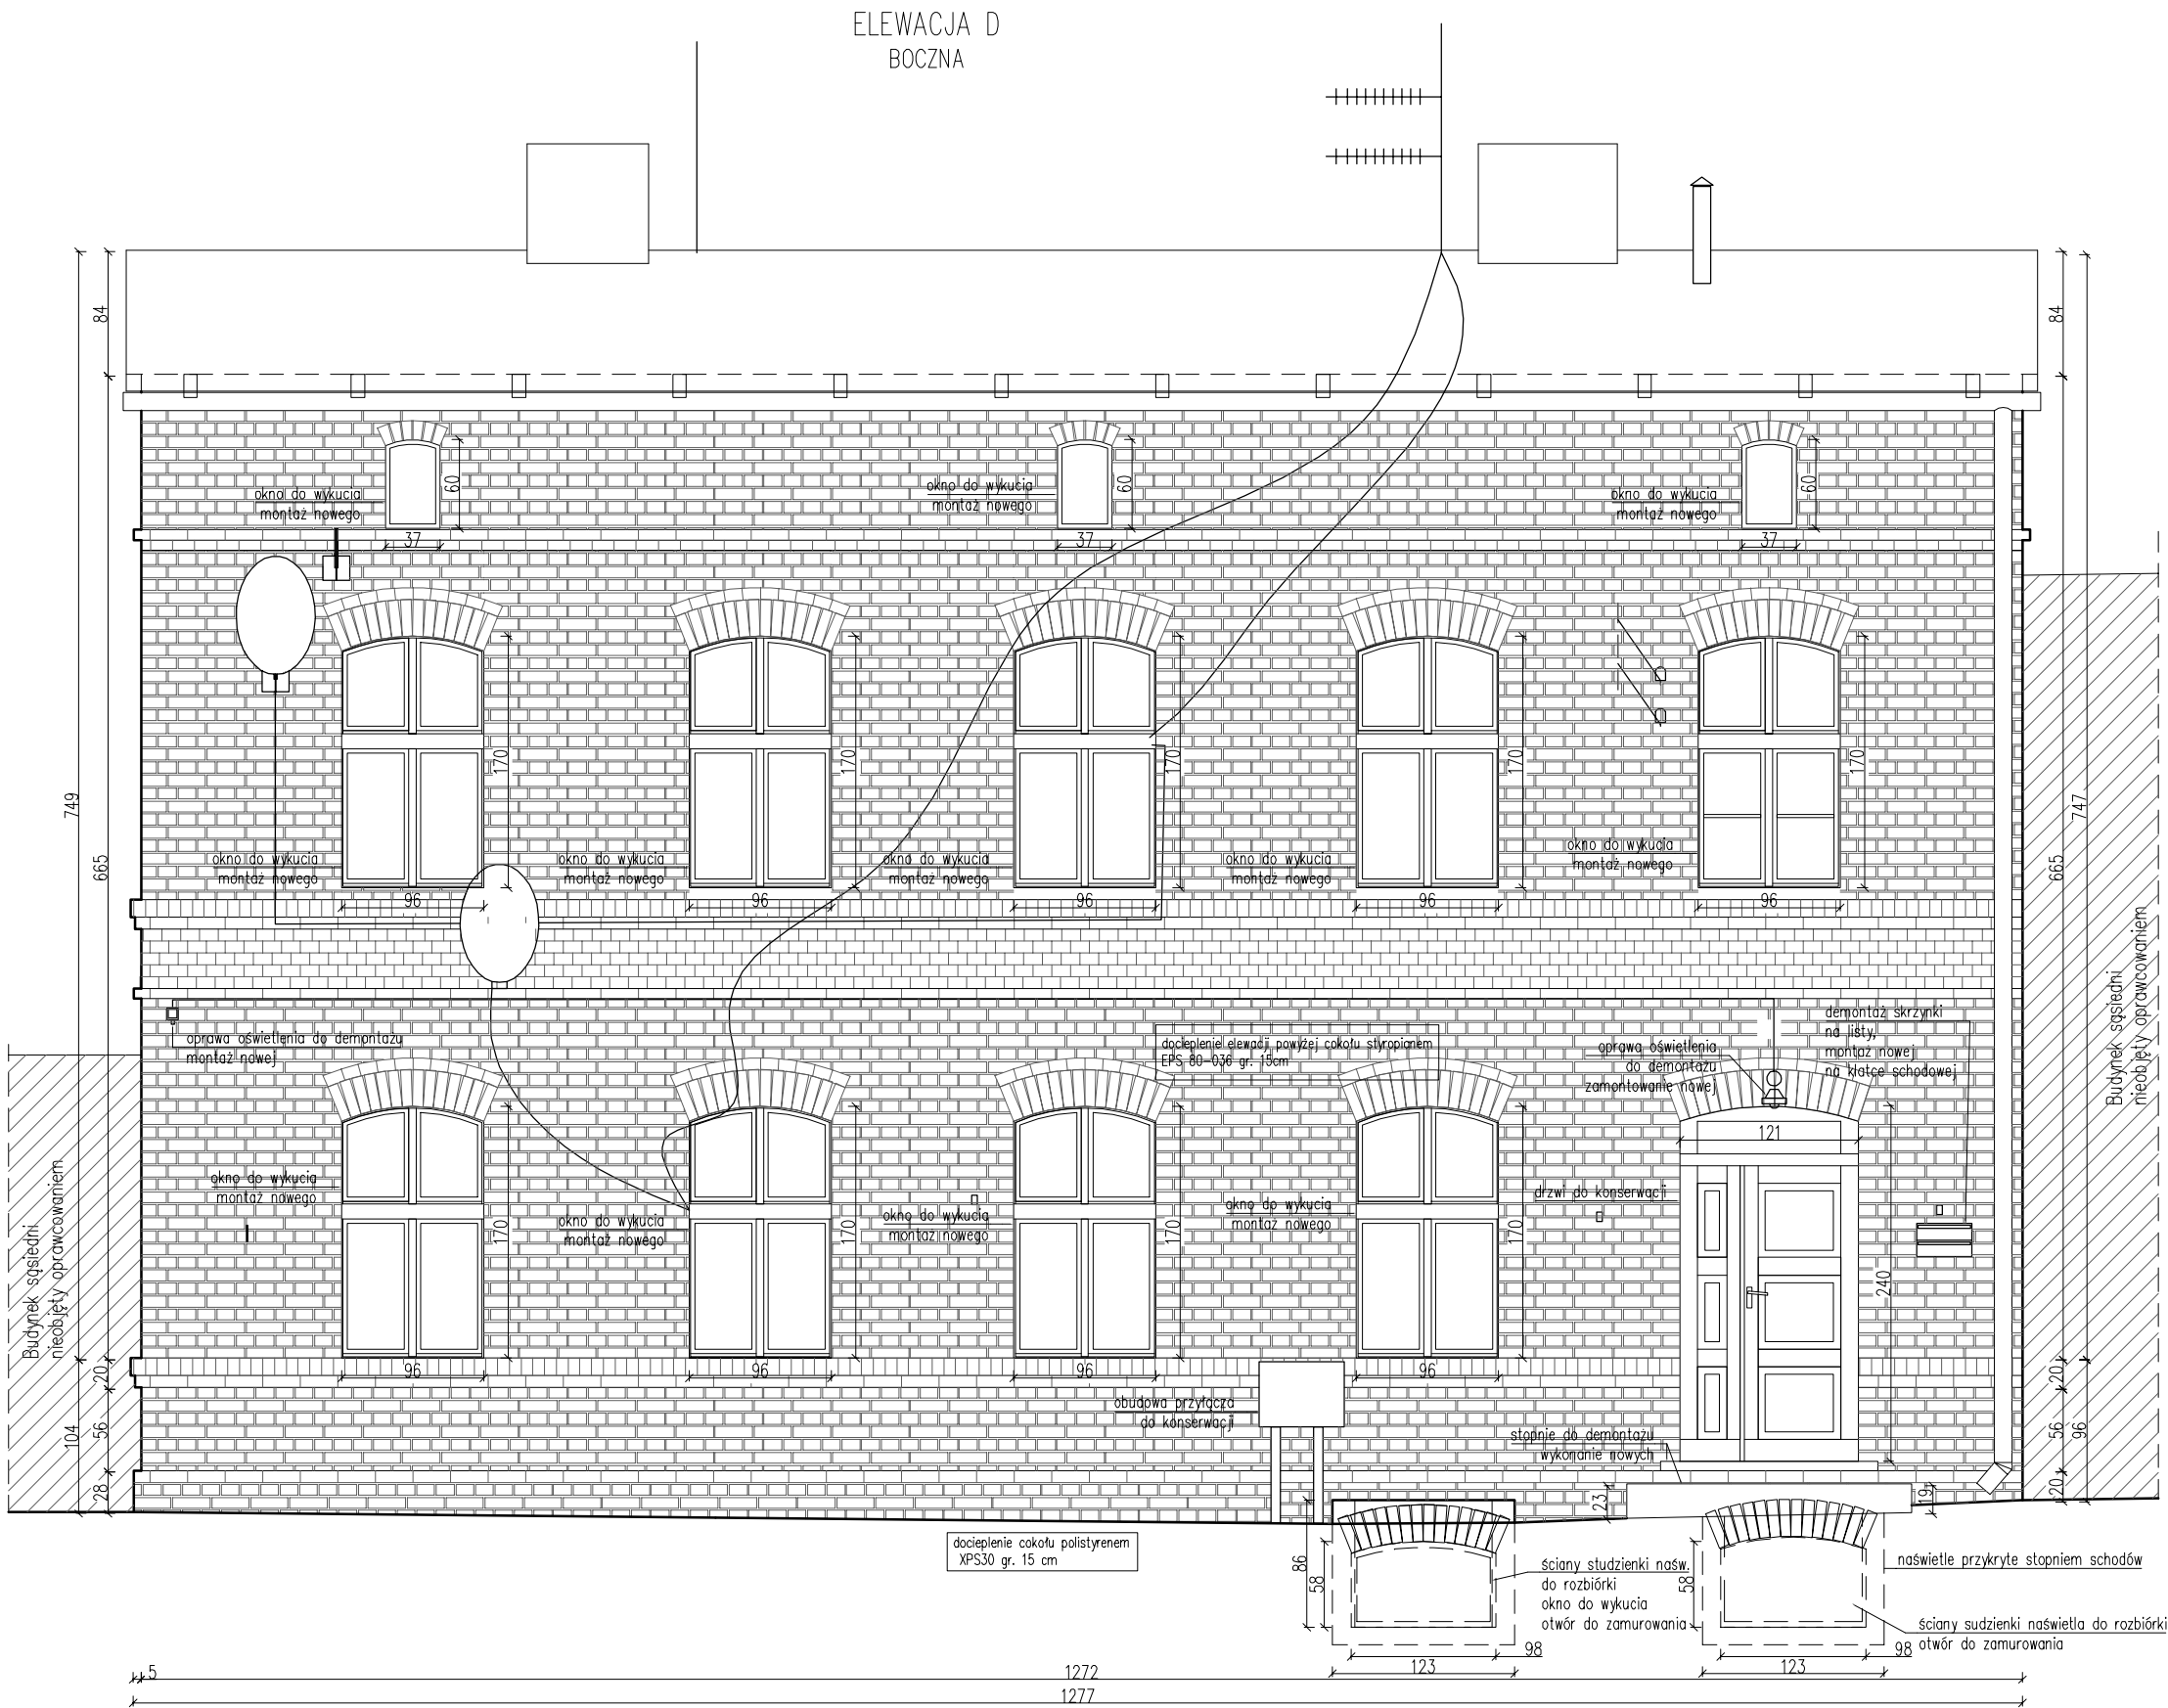 ELEWACJA D
BOCZNA
84
84
60
60
60
okno do wykucia
montaż nowego
okno do wykucia
montaż nowego
okno do wykucia
montaż nowego
37
37
37
749
665
170
170
170
170
170
747
665
okno do wykucia
montaż nowego
okno do wykucia
montaż nowego
okno do wykucia
montaż nowego
okno do wykucia
montaż nowego
okno do wykucia
montaż nowego
96
96
96
96
96
Budynek sąsiedni
nieobjęty oprawcowaniem
oprawa oświetlenia do demontażu
montaż nowej
docieplenie elewacji powyżej cokołu styropianem
EPS 80-036 gr. 15cm
oprawa oświetlenia
do demontażu
zamontowanie nowej
demontaż skrzynki
na listy,
montaż nowej
na klatce schodowej
121
Budynek sąsiedni
nieobjęty oprawcowaniem
okno do wykucia
montaż nowego
okno do wykucia
montaż nowego
okno do wykucia
montaż nowego
okno do wykucia
montaż nowego
drzwi do konserwacji
170
170
170
170
240
96
96
96
96
20
56
28
104
20
56
20
96
obudowa przyłącza
do konserwacji
stopnie do demontażu
wykonanie nowych
23
19
docieplenie cokołu polistyrenem
XPS30 gr. 15 cm
86
58
58
ściany studzienki naśw.
do rozbiórki
okno do wykucia
otwór do zamurowania
naświetle przykryte stopniem schodów
ściany sudzienki naświetla do rozbiórki
otwór do zamurowania
98
98
123
123
5
1272
1277